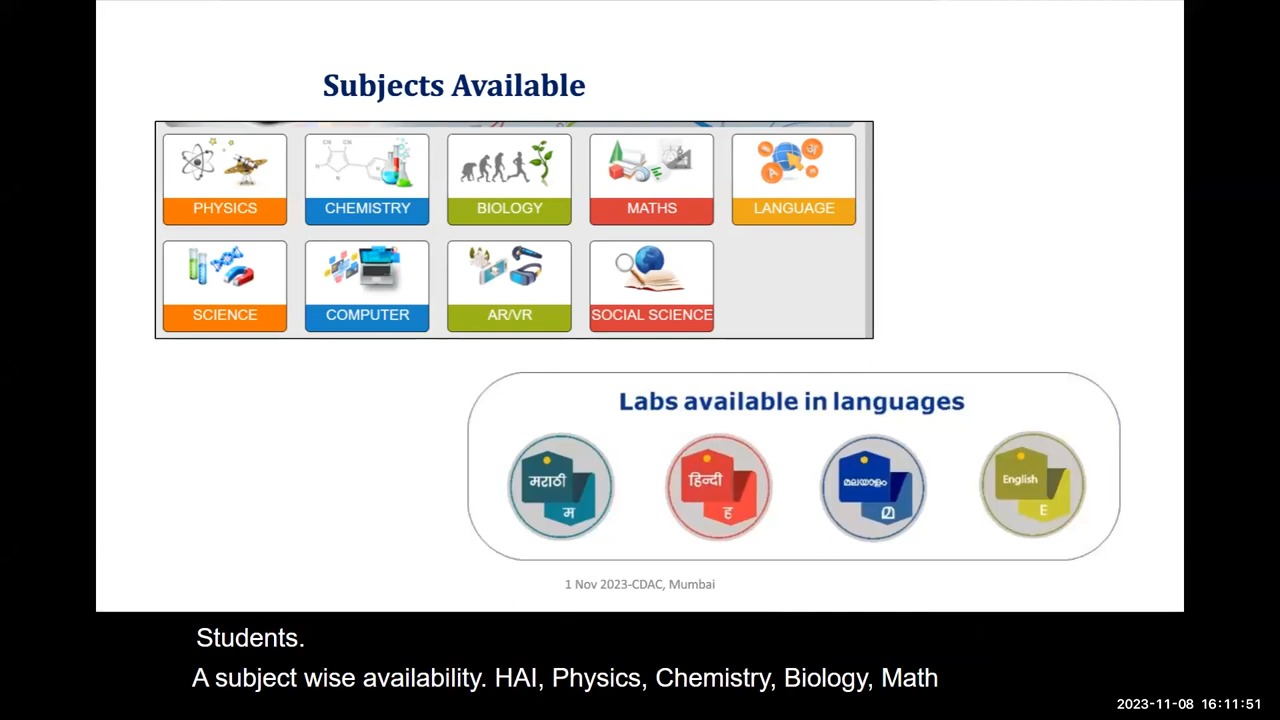 Subjects Available
PHYSICS
CHEMISTRY
BIOLOGY
MATHS
LANGUAGE
SCIENCE
COMPUTER
AR/VR
SOCIAL SCIENCE
Labs available in languages
मराठी
म
हिन्दी
ह
മലയാളം
മ
English
E
1 Nov 2023-CDAC, Mumbai
Students.
A subject wise availability. HAI, Physics, Chemistry, Biology, Math
2023-11-08 16:11:51